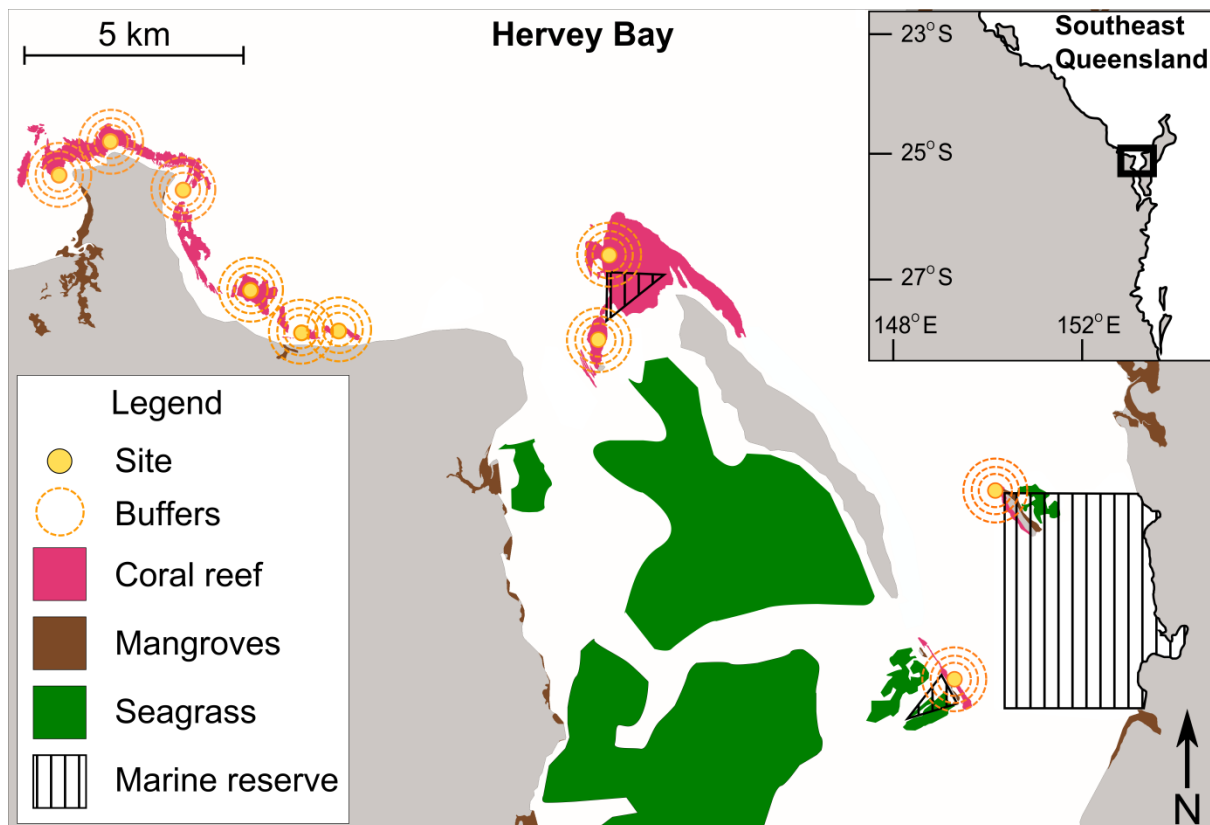 5 km
Hervey Bay
Southeast
Queensland
23°S
25°S
27°S
148°E
152°E
Legend
Site
Buffers
Coral reef
Mangroves
Seagrass
Marine reserve
N